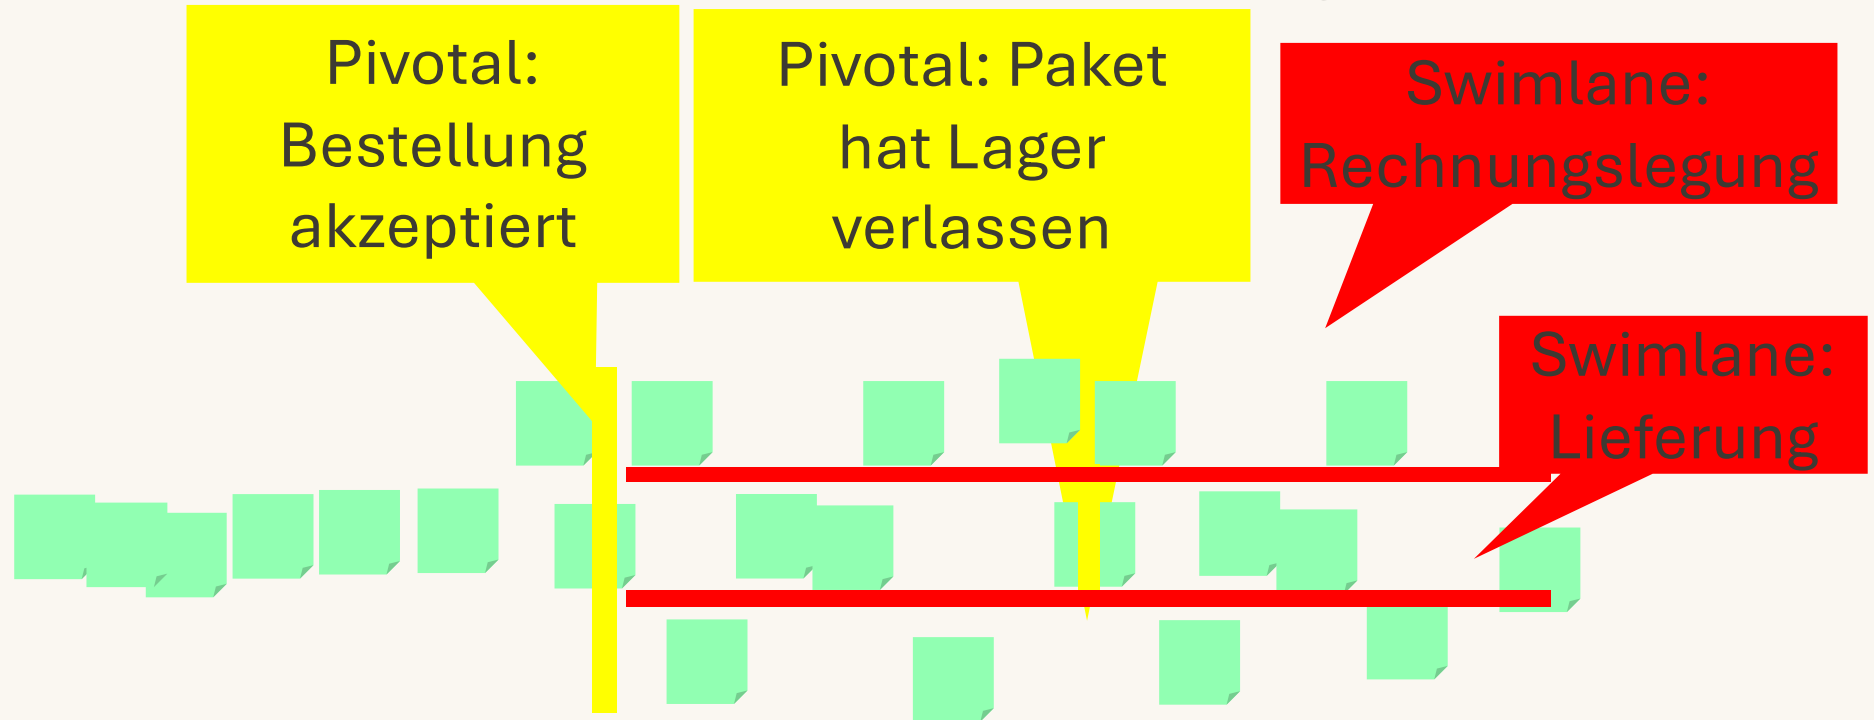 Pivotal:
Bestellung
akzeptiert
Pivotal: Paket
hat Lager
verlassen
Swimlane:
Rechnungslegung
Swimlane:
Lieferung